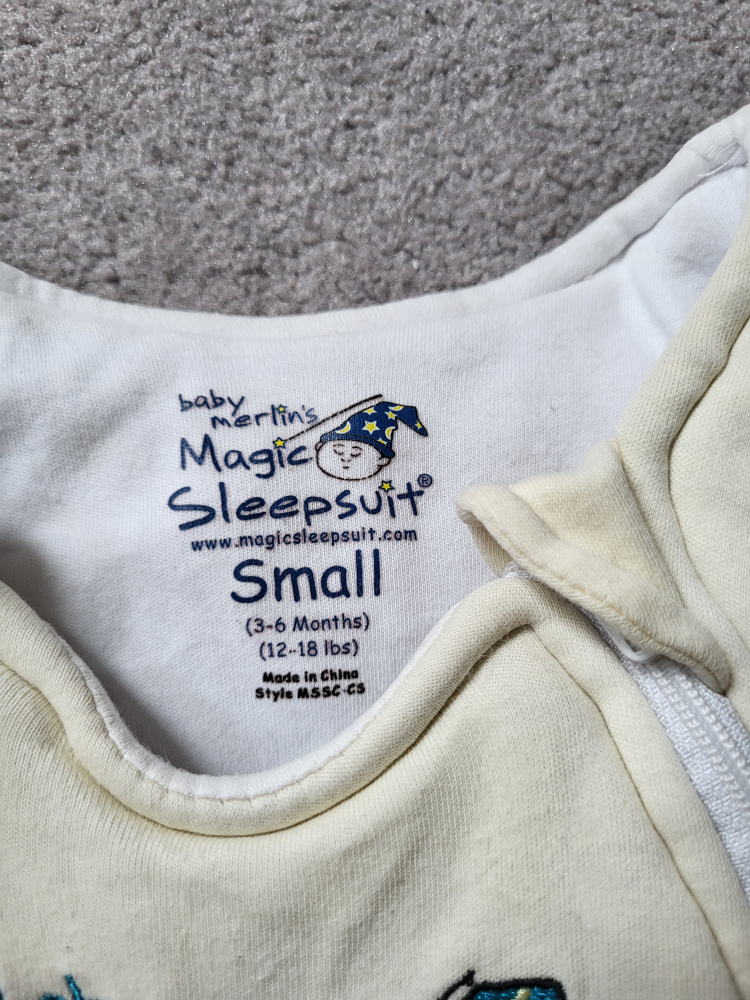 baby
merlin's
Magic
Sleepsuit®
www.magicsleepsuit.com
Small
(3-6 Months)
(12-18 lbs)
Made in China
Style MSSC-CS